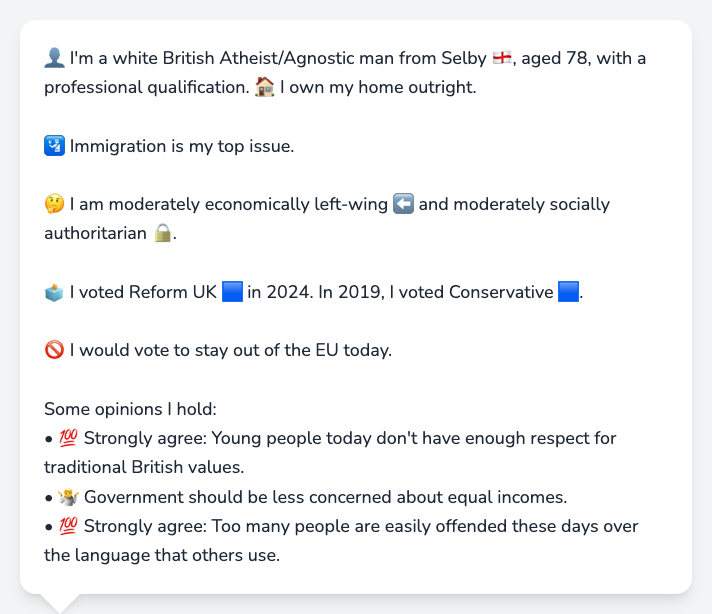 👤 I'm a white British Atheist/Agnostic man from Selby 🏴󠁧󠁢󠁥󠁮󠁧󠁿, aged 78, with a
professional qualification. 🏠 I own my home outright.
🛂 Immigration is my top issue.
🤔 I am moderately economically left-wing ⬅️ and moderately socially
authoritarian 🔒.
🗳️ I voted Reform UK 🟦 in 2024. In 2019, I voted Conservative 🟦.
🚫 I would vote to stay out of the EU today.
Some opinions I hold:
• 💯 Strongly agree: Young people today don't have enough respect for
traditional British values.
• 🤷 Government should be less concerned about equal incomes.
• 💯 Strongly agree: Too many people are easily offended these days over
the language that others use.